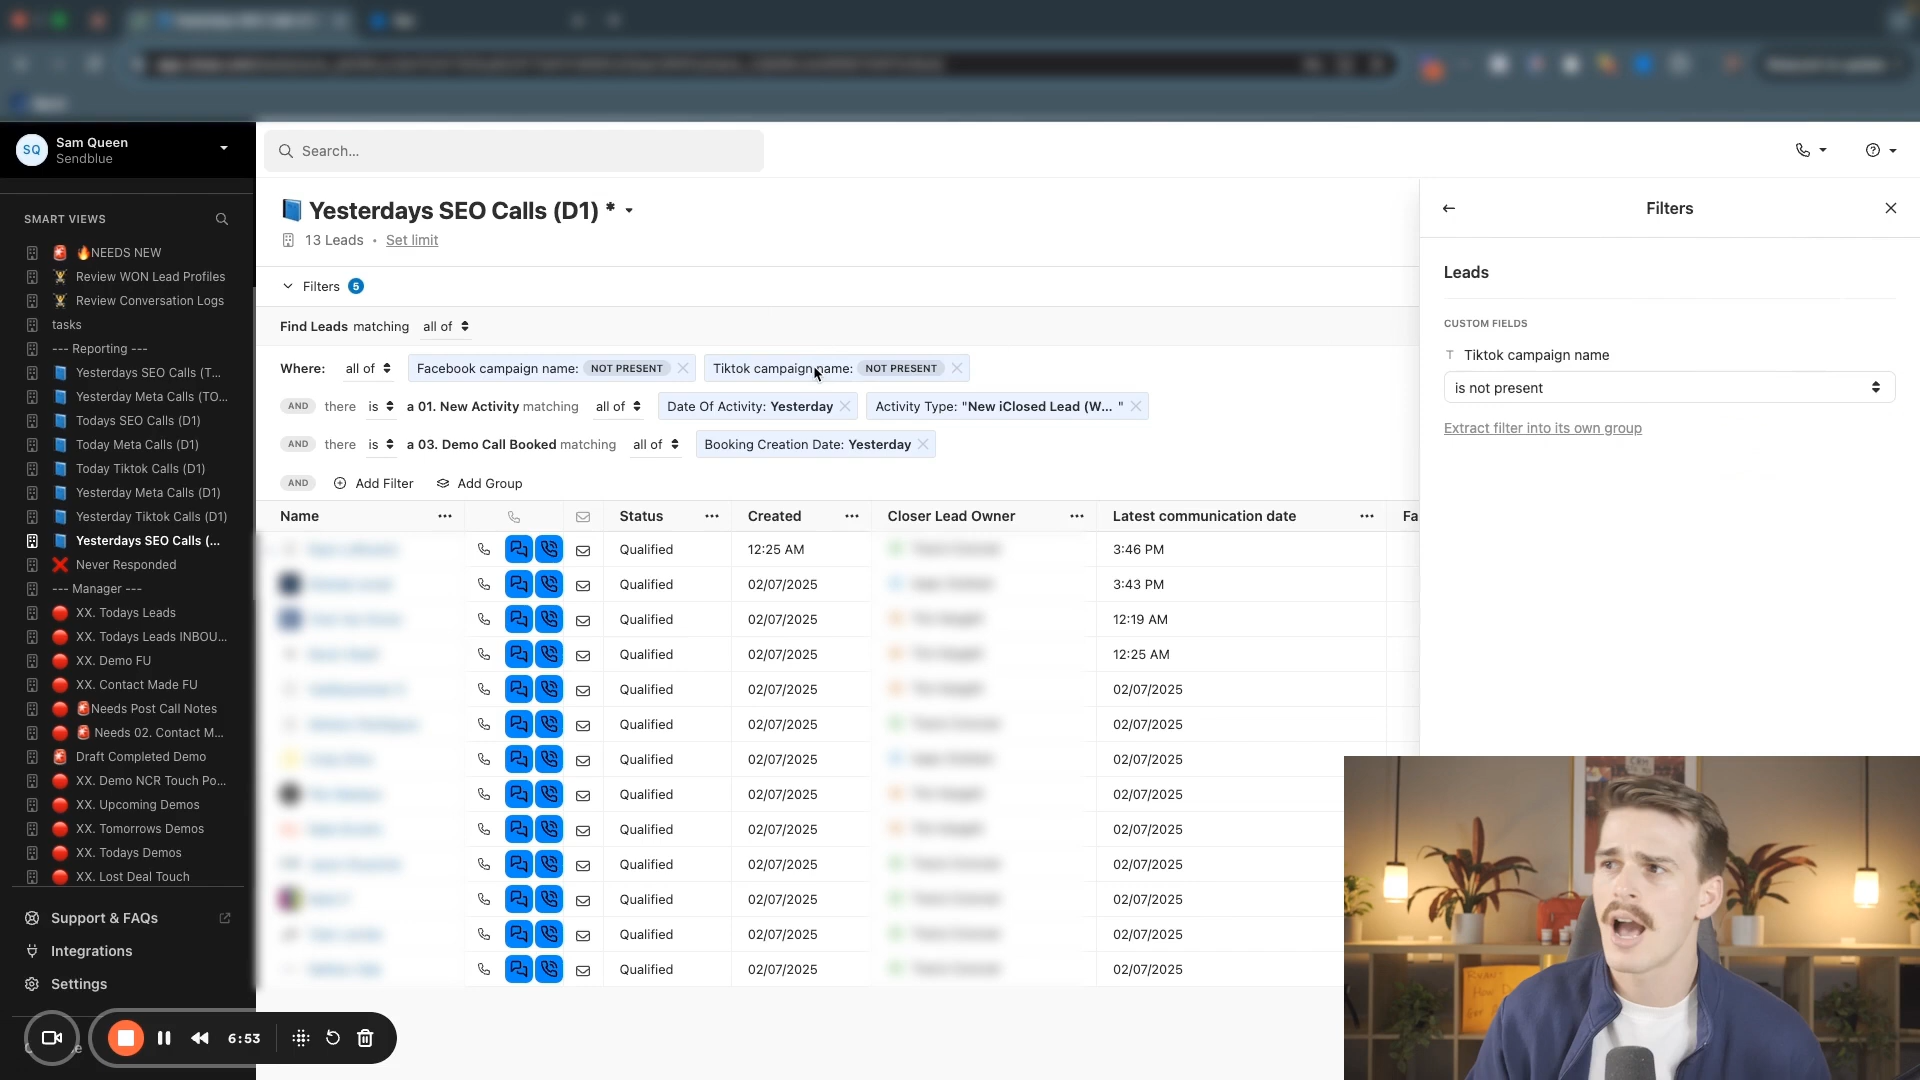 SQ
Sam Queen
Sendblue
SMART VIEWS
🔥NEEDS NEW
Review WON Lead Profiles
Review Conversation Logs
tasks
--- Reporting ---
Yesterdays SEO Calls (T...
Yesterday Meta Calls (TO...
Todays SEO Calls (D1)
Today Meta Calls (D1)
Today Tiktok Calls (D1)
Yesterday Meta Calls (D1)
Yesterday Tiktok Calls (D1)
Yesterdays SEO Calls (...
Never Responded
--- Manager ---
XX. Todays Leads
XX. Todays Leads INBOU...
XX. Demo FU
XX. Contact Made FU
🚨Needs Post Call Notes
🚨 Needs 02. Contact M...
Draft Completed Demo
XX. Demo NCR Touch Po...
XX. Upcoming Demos
XX. Tomorrows Demos
XX. Todays Demos
XX. Lost Deal Touch
Support & FAQs
Integrations
Settings
6:53
Search...
Yesterdays SEO Calls (D1) *
13 Leads • Set limit
Filters 5
Find Leads matching all of
Where: all of Facebook campaign name: NOT PRESENT Tiktok campaign name: NOT PRESENT
AND there is a 01. New Activity matching all of Date Of Activity: Yesterday Activity Type: "New iClosed Lead (W... "
AND there is a 03. Demo Call Booked matching all of Booking Creation Date: Yesterday
AND Add Filter Add Group
Name Status Created Closer Lead Owner Latest communication date Fa
Qualified 12:25 AM 3:46 PM
Qualified 02/07/2025 3:43 PM
Qualified 02/07/2025 12:19 AM
Qualified 02/07/2025 12:25 AM
Qualified 02/07/2025 02/07/2025
Qualified 02/07/2025 02/07/2025
Qualified 02/07/2025 02/07/2025
Qualified 02/07/2025 02/07/2025
Qualified 02/07/2025 02/07/2025
Qualified 02/07/2025 02/07/2025
Qualified 02/07/2025 02/07/2025
Qualified 02/07/2025 02/07/2025
Qualified 02/07/2025 02/07/2025
Filters
Leads
CUSTOM FIELDS
T Tiktok campaign name
is not present
Extract filter into its own group